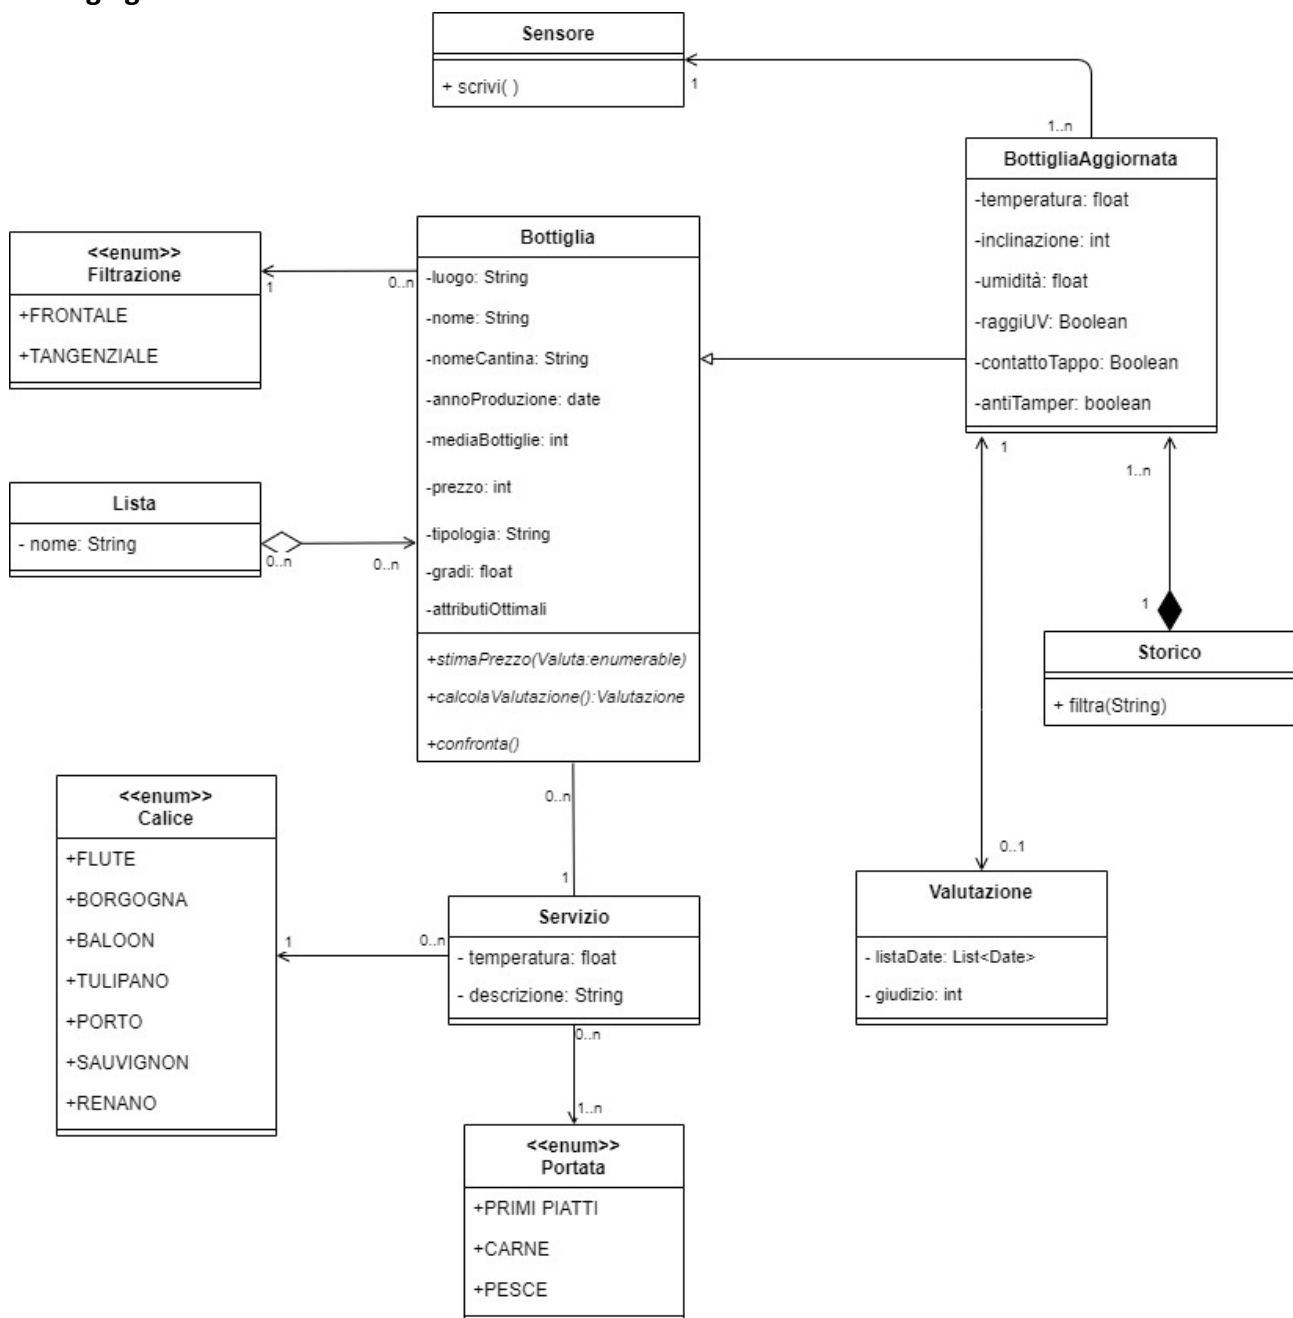 Sensore
+ scrivi( )
1
1..n
BottigliaAggiornata
-temperatura: float
-inclinazione: int
-umidità: float
-raggiUV: Boolean
-contattoTappo: Boolean
-antiTamper: boolean
<<enum>>
Filtrazione
+FRONTALE
+TANGENZIALE
1
0..n
Bottiglia
-luogo: String
-nome: String
-nomeCantina: String
-annoProduzione: date
-mediaBottiglie: int
-prezzo: int
-tipologia: String
-gradi: float
-attributiOttimali
+stimaPrezzo(Valuta:enumerable)
+calcolaValutazione():Valutazione
+confronta()
Lista
- nome: String
0..n
0..n
1
1..n
1
Storico
+ filtra(String)
0..n
1
0..1
<<enum>>
Calice
+FLUTE
+BORGOGNA
+BALOON
+TULIPANO
+PORTO
+SAUVIGNON
+RENANO
1
0..n
Servizio
- temperatura: float
- descrizione: String
Valutazione
- listaDate: List<Date>
- giudizio: int
0..n
1..n
<<enum>>
Portata
+PRIMI PIATTI
+CARNE
+PESCE